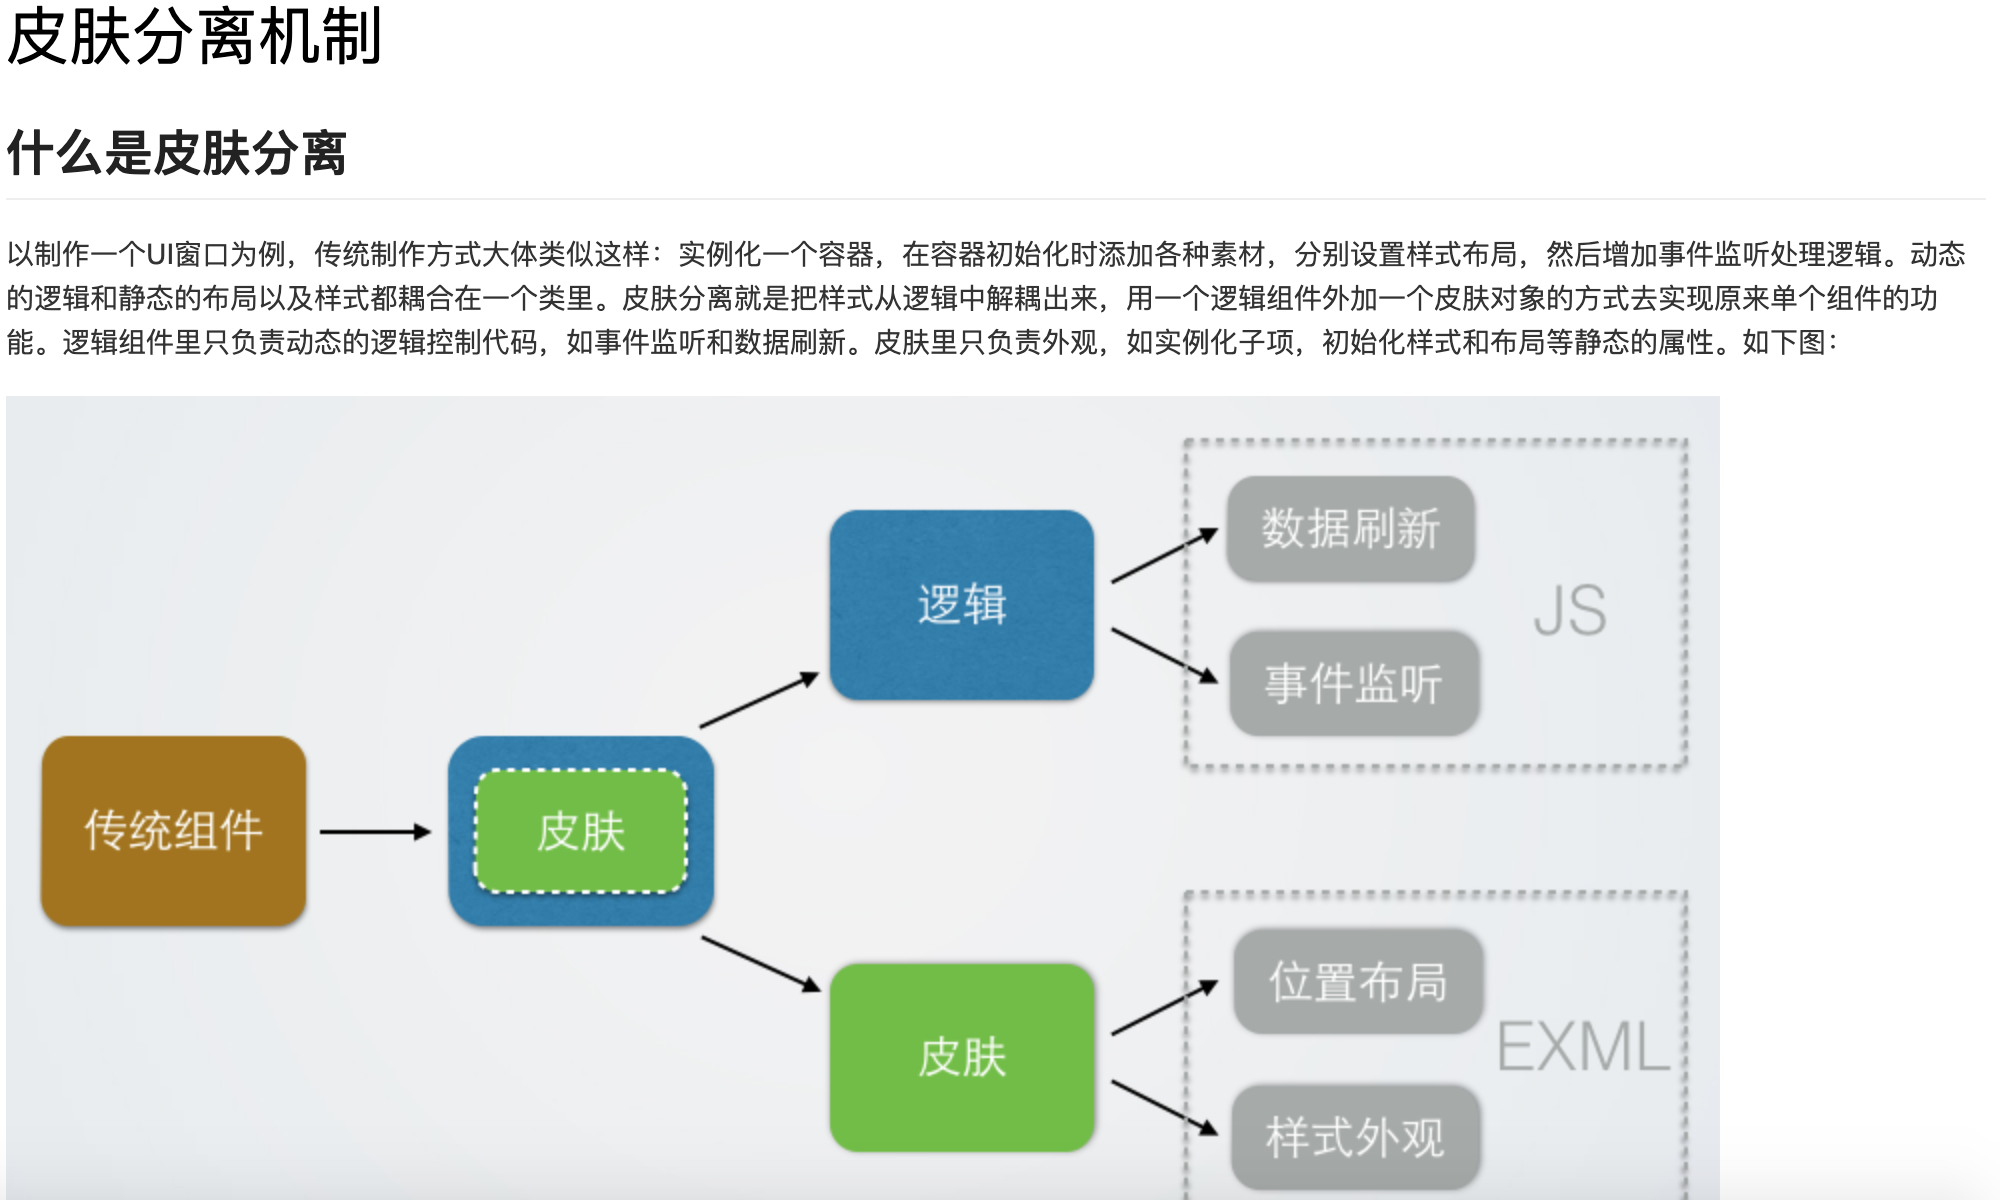 皮肤分离机制
什么是皮肤分离
以制作一个UI窗口为例，传统制作方式大体类似这样：实例化一个容器，在容器初始化时添加各种素材，分别设置样式布局，然后增加事件监听处理逻辑。动态
的逻辑和静态的布局以及样式都耦合在一个类里。皮肤分离就是把样式从逻辑中解耦出来，用一个逻辑组件外加一个皮肤对象的方式去实现原来单个组件的功
能。逻辑组件里只负责动态的逻辑控制代码，如事件监听和数据刷新。皮肤里只负责外观，如实例化子项，初始化样式和布局等静态的属性。如下图：
数据刷新
逻辑
JS
事件监听
传统组件
皮肤
位置布局
皮肤
EXML
样式外观